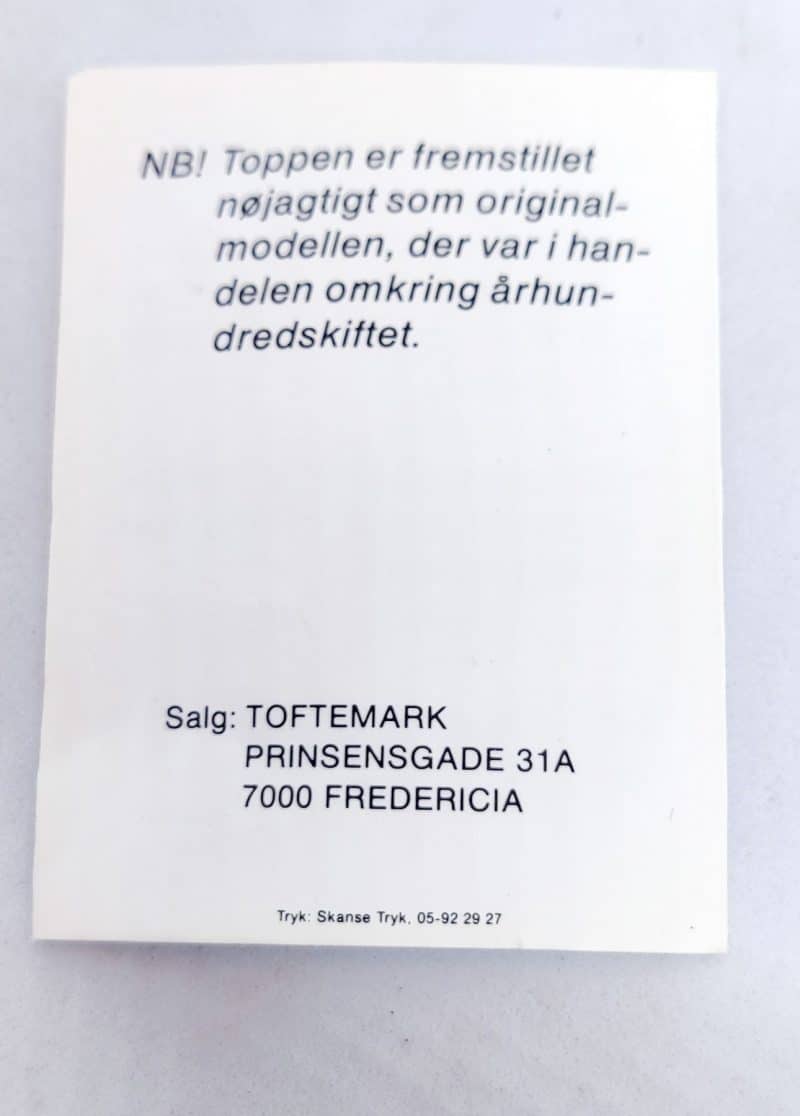 NB! Toppen er fremstillet
nøjagtigt som original-
modellen, der var i han-
delen omkring århun-
dredskiftet.
Salg: TOFTEMARK
PRINSENSGADE 31A
7000 FREDERICIA
Tryk: Skanse Tryk, 05-92 29 27